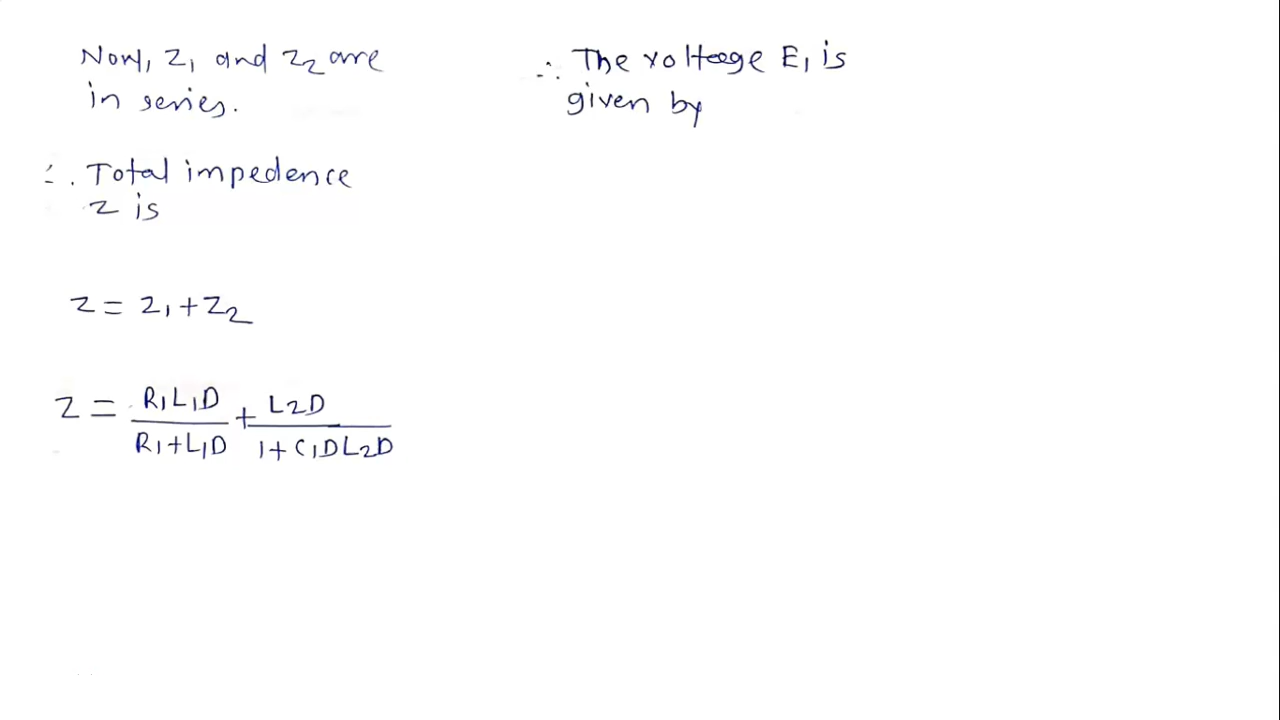 Now, Z₁ and Z₂ are
in series.
∴ Total impedence
Z is
Z = Z₁ + Z₂
Z = R₁L₁D / R₁+L₁D + L₂D / 1+C₁DL₂D
∴ The voltage E₁ is
given by